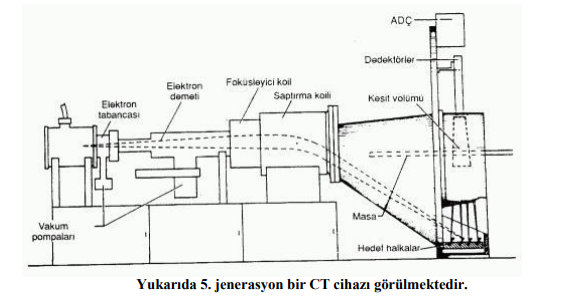 ADÇ
Dedektörler
Fokûsleyici koil
Elektron
demeti
Saptırma koili
Kesit volümü
Elektron
tabancası
Masa
Vakum
pompaları
Hedef halkalar
Yukarıda 5. jenerasyon bir CT cihazı görülmektedir.